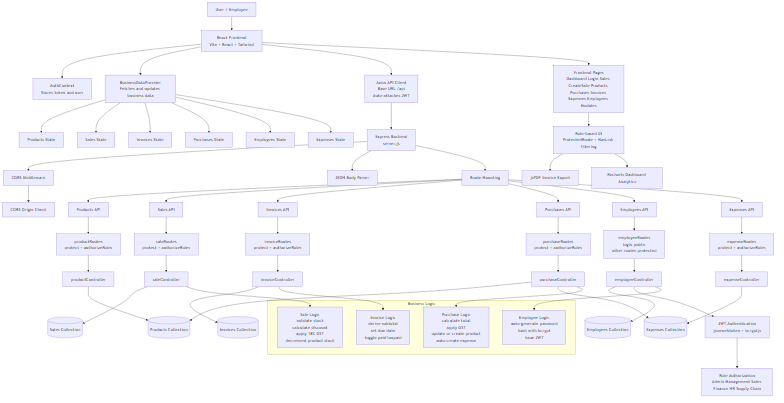 User / Employee
React Frontend
Vite + React + Tailwind
AuthContext
Stores token and user
BusinessDataProvider
Fetches and updates
business data
Axios API Client
Base URL /api
Auto-attaches JWT
Frontend Pages
Dashboard Login Sales
CreateSale Products
Purchases Invoices
Expenses Employees
Modules
Products State
Sales State
Invoices State
Purchases State
Employees State
Expenses State
Express Backend
server.js
Role-based UI
ProtectedRoute + NavLink
Filtering
CORS Middleware
JSON Body Parser
Route Mounting
jsPDF Invoice Export
Recharts Dashboard
Analytics
CORS Origin Check
Products API
Sales API
Invoices API
Purchases API
Employees API
Expenses API
productRoutes
protect + authorizeRoles
saleRoutes
protect + authorizeRoles
invoiceRoutes
protect + authorizeRoles
purchaseRoutes
protect + authorizeRoles
employeeRoutes
login public
other routes protected
expenseRoutes
protect + authorizeRoles
productController
saleController
invoiceController
purchaseController
employeeController
expenseController
Business Logic
Sales Collection
Products Collection
Invoices Collection
Sale Logic
validate stock
calculate discount
apply 18% GST
decrement product stock
Invoice Logic
derive subtotal
set due date
toggle paid/unpaid
Purchase Logic
calculate total
apply GST
update or create product
auto-create expense
Employee Logic
auto-generate password
hash with bcrypt
issue JWT
Employees Collection
Expenses Collection
JWT Authentication
jsonwebtoken + bcryptjs
Role Authorization
Admin Management Sales
Finance HR Supply Chain